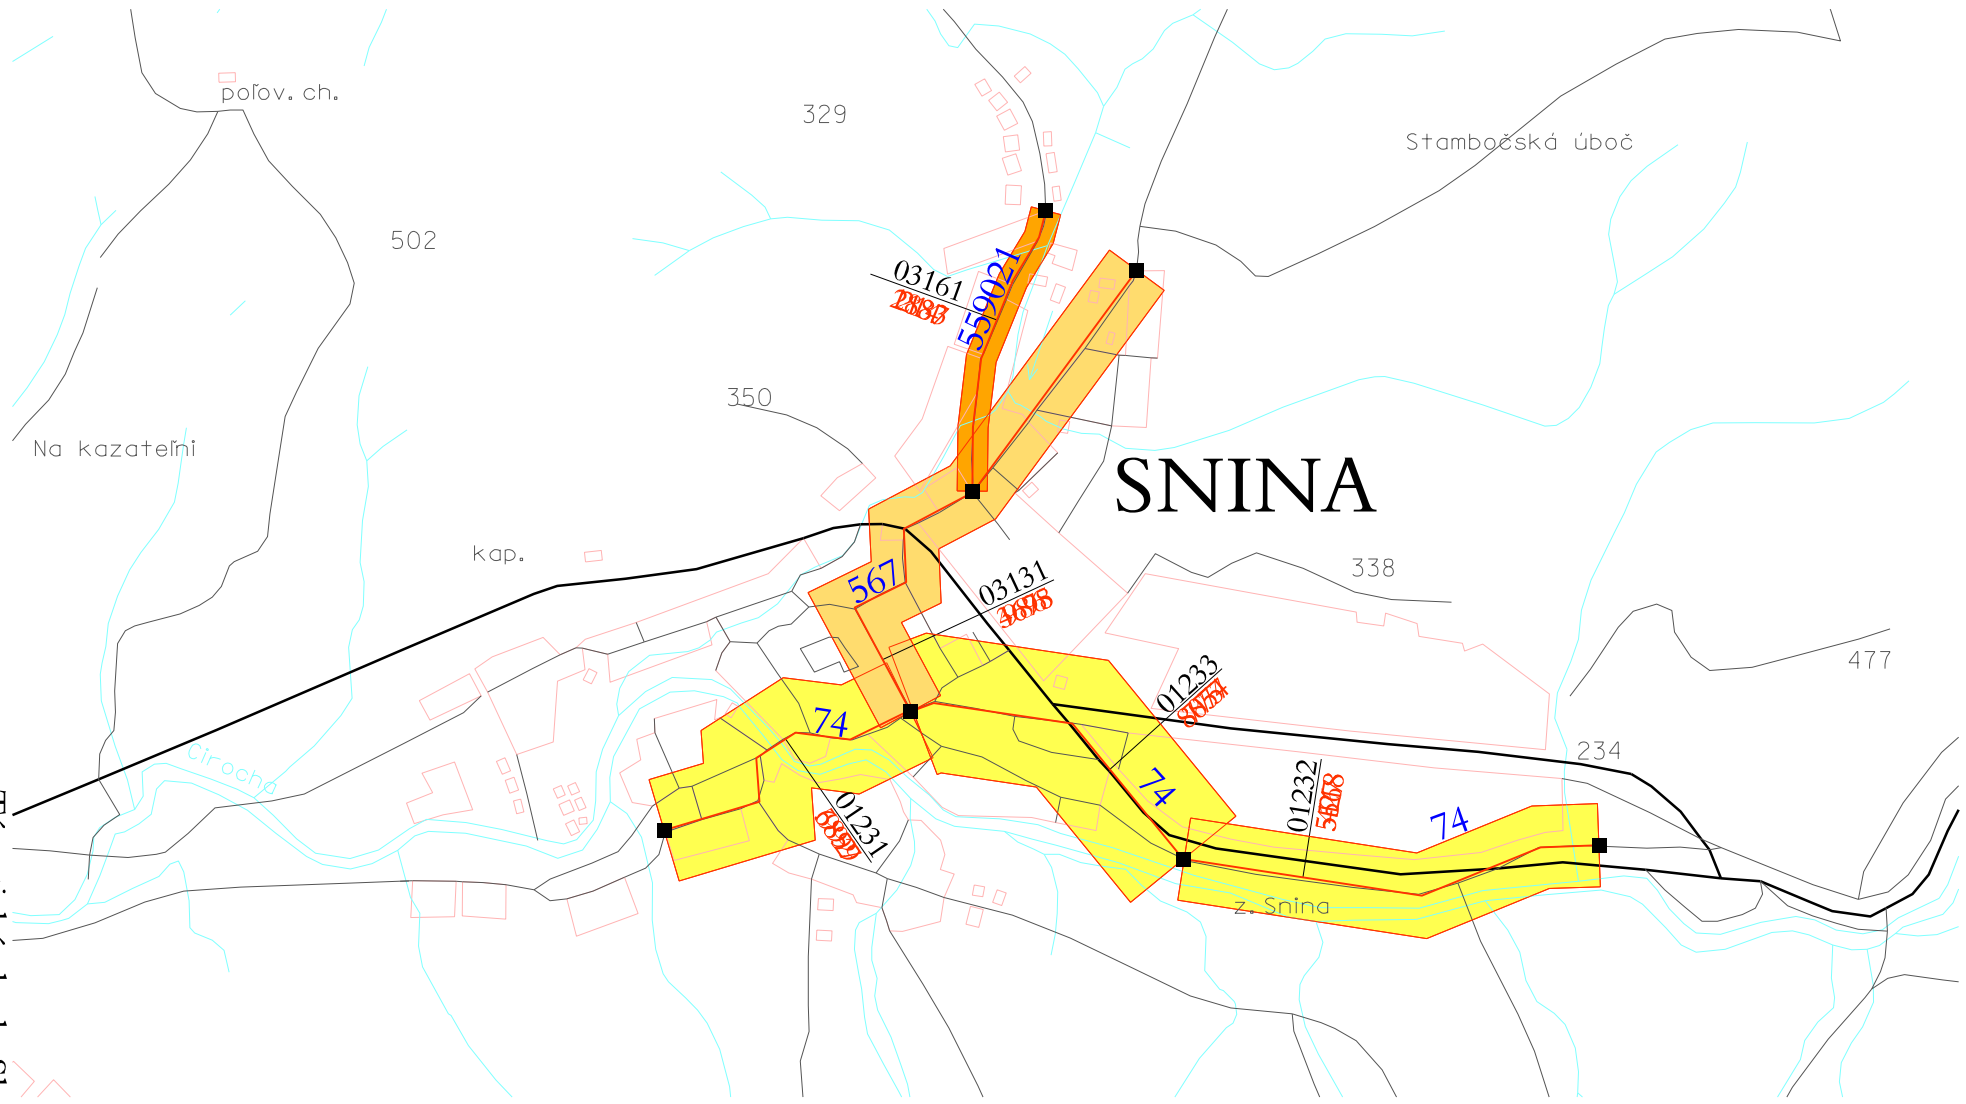 poľov. ch.
329
Stambočská úboč
502
03161
559021
350
Na kazateľni
SNINA
kap.
567
03131
338
477
01233
74
234
Cirocha
74
01232
74
01231
z. Snina